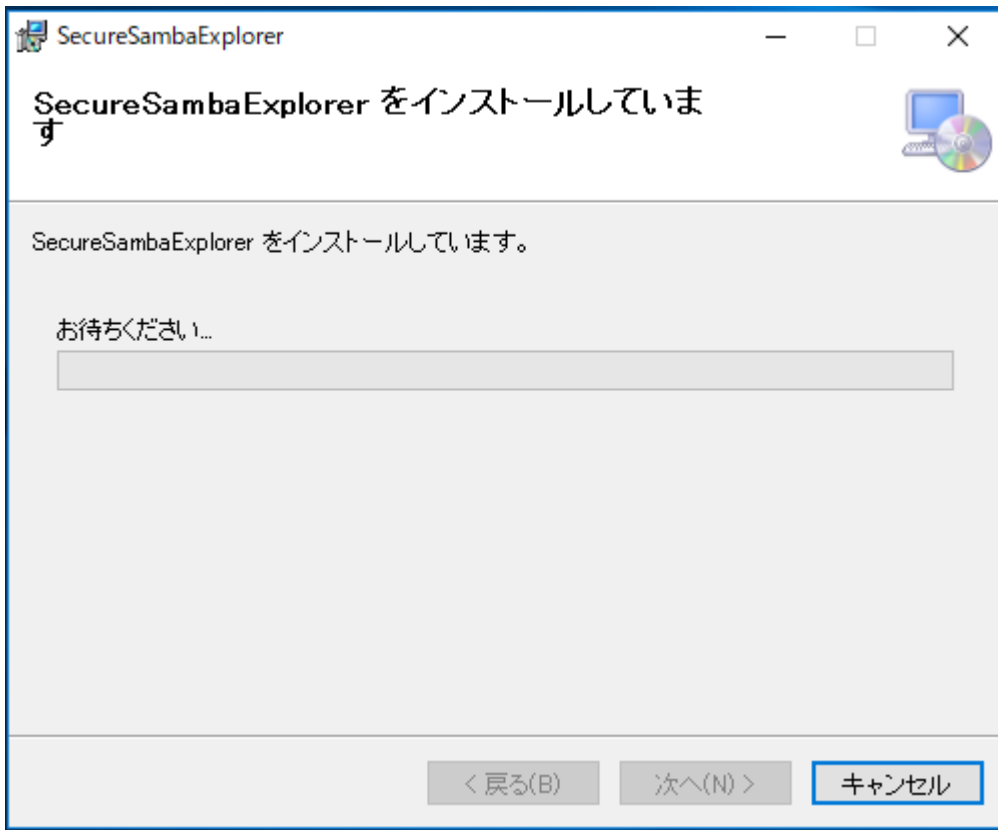 SecureSambaExplorer
SecureSambaExplorer をインストールしていま
す
SecureSambaExplorer をインストールしています。
お待ちください...
< 戻る(B)
次へ(N) >
キャンセル